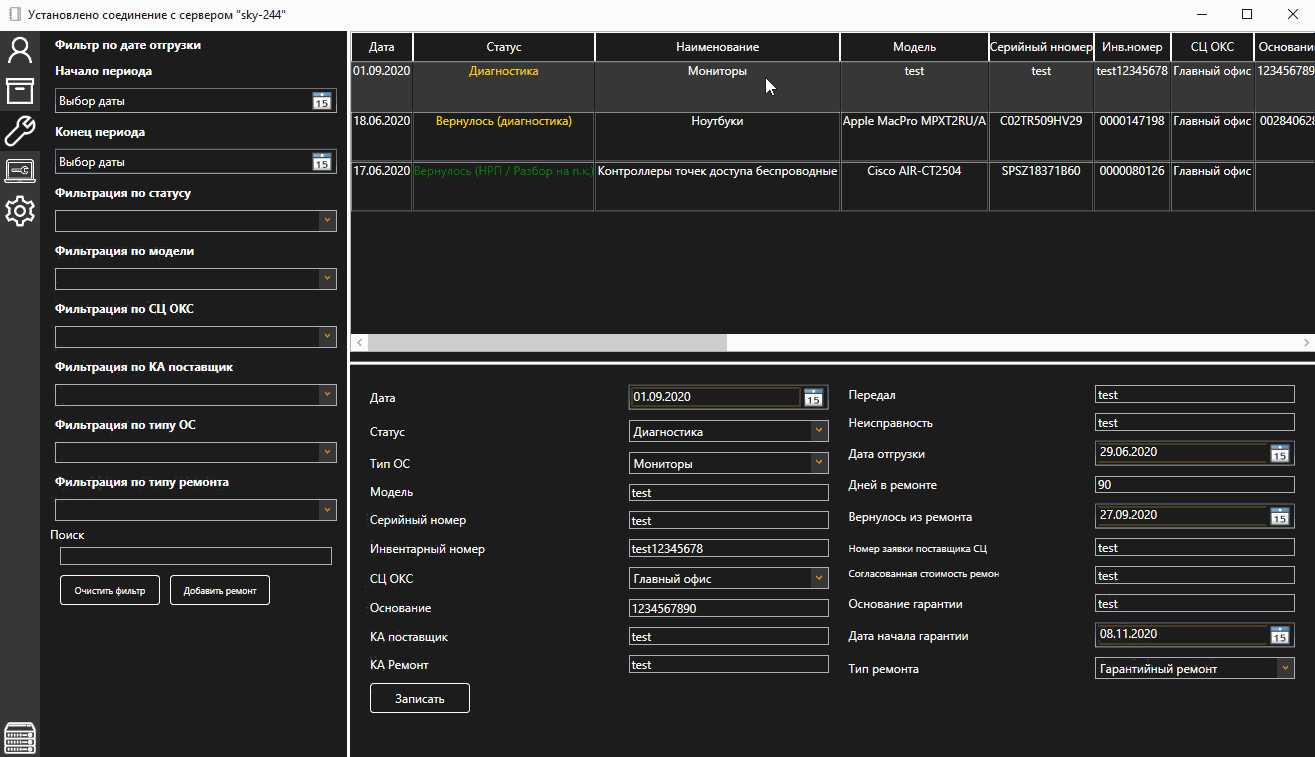 Установлено соединение с сервером "sky-244"
Фильтр по дате отгрузки
Начало периода
Выбор даты 15
Конец периода
Выбор даты 15
Фильтрация по статусу
Фильтрация по модели
Фильтрация по СЦ ОКС
Фильтрация по КА поставщик
Фильтрация по типу ОС
Фильтрация по типу ремонта
Поиск
Очистить фильтр Добавить ремонт
Дата Статус Наименование Модель Серийный нномер Инв.номер СЦ ОКС Основани
01.09.2020 Диагностика Мониторы test test test12345678 Главный офис 123456789
18.06.2020 Вернулось (диагностика) Ноутбуки Apple MacPro MPXT2RU/A C02TR509HV29 0000147198 Главный офис 002840628
17.06.2020 Вернулось (НРП / Разбор на п.к.) Контроллеры точек доступа беспроводные Cisco AIR-CT2504 SPSZ18371B60 0000080126 Главный офис
Дата 01.09.2020 15
Статус Диагностика
Тип ОС Мониторы
Модель test
Серийный номер test
Инвентарный номер test12345678
СЦ ОКС Главный офис
Основание 1234567890
КА поставщик test
КА Ремонт test
Записать
Передал test
Неисправность test
Дата отгрузки 29.06.2020 15
Дней в ремонте 90
Вернулось из ремонта 27.09.2020 15
Номер заявки поставщика СЦ test
Согласованная стоимость ремон test
Основание гарантии test
Дата начала гарантии 08.11.2020 15
Тип ремонта Гарантийный ремонт